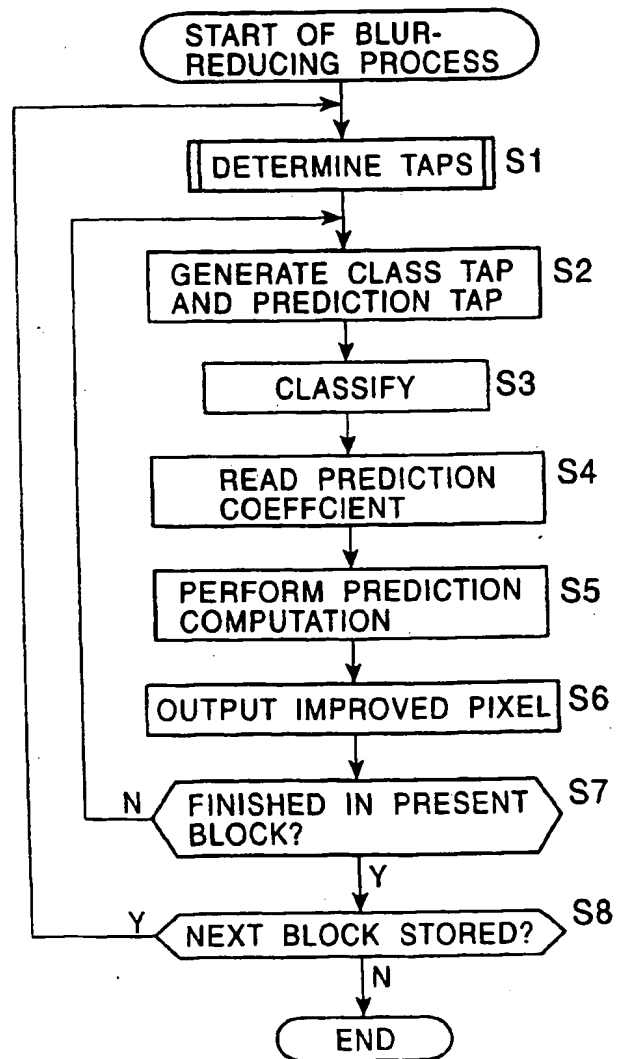 START OF BLUR-
REDUCING PROCESS
DETERMINE TAPS S1
GENERATE CLASS TAP
AND PREDICTION TAP
S2
CLASSIFY S3
READ PREDICTION
COEFFCIENT
S4
PERFORM PREDICTION
COMPUTATION
S5
OUTPUT IMPROVED PIXEL S6
N
FINISHED IN PRESENT
BLOCK?
S7
Y
Y
NEXT BLOCK STORED?
S8
N
END